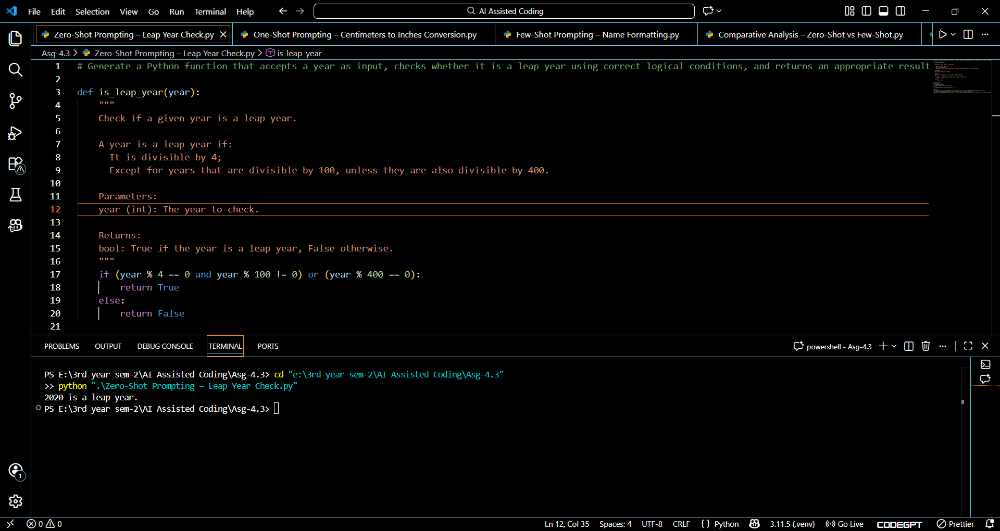 File Edit Selection View Go Run Terminal Help
AI Assisted Coding
Zero-Shot Prompting – Leap Year Check.py
One-Shot Prompting – Centimeters to Inches Conversion.py
Few-Shot Prompting – Name Formatting.py
Comparative Analysis – Zero-Shot vs Few-Shot.py
Asg-4.3 > Zero-Shot Prompting – Leap Year Check.py > is_leap_year
1 # Generate a Python function that accepts a year as input, checks whether it is a leap year using correct logical conditions, and returns an appropriate result
2
3 def is_leap_year(year):
4 """
5 Check if a given year is a leap year.
6
7 A year is a leap year if:
8 - It is divisible by 4;
9 - Except for years that are divisible by 100, unless they are also divisible by 400.
10
11 Parameters:
12 year (int): The year to check.
13
14 Returns:
15 bool: True if the year is a leap year, False otherwise.
16 """
17 if (year % 4 == 0 and year % 100 != 0) or (year % 400 == 0):
18 return True
19 else:
20 return False
21
PROBLEMS OUTPUT DEBUG CONSOLE TERMINAL PORTS
powershell - Asg-4.3
PS E:\3rd year sem-2\AI Assisted Coding\Asg-4.3> cd "e:\3rd year sem-2\AI Assisted Coding\Asg-4.3"
>> python ".\Zero-Shot Prompting – Leap Year Check.py"
2020 is a leap year.
PS E:\3rd year sem-2\AI Assisted Coding\Asg-4.3>
1
0 0
Ln 12, Col 35 Spaces: 4 UTF-8 CRLF {} Python 3.11.5 (.venv) Go Live CODEGPT Prettier